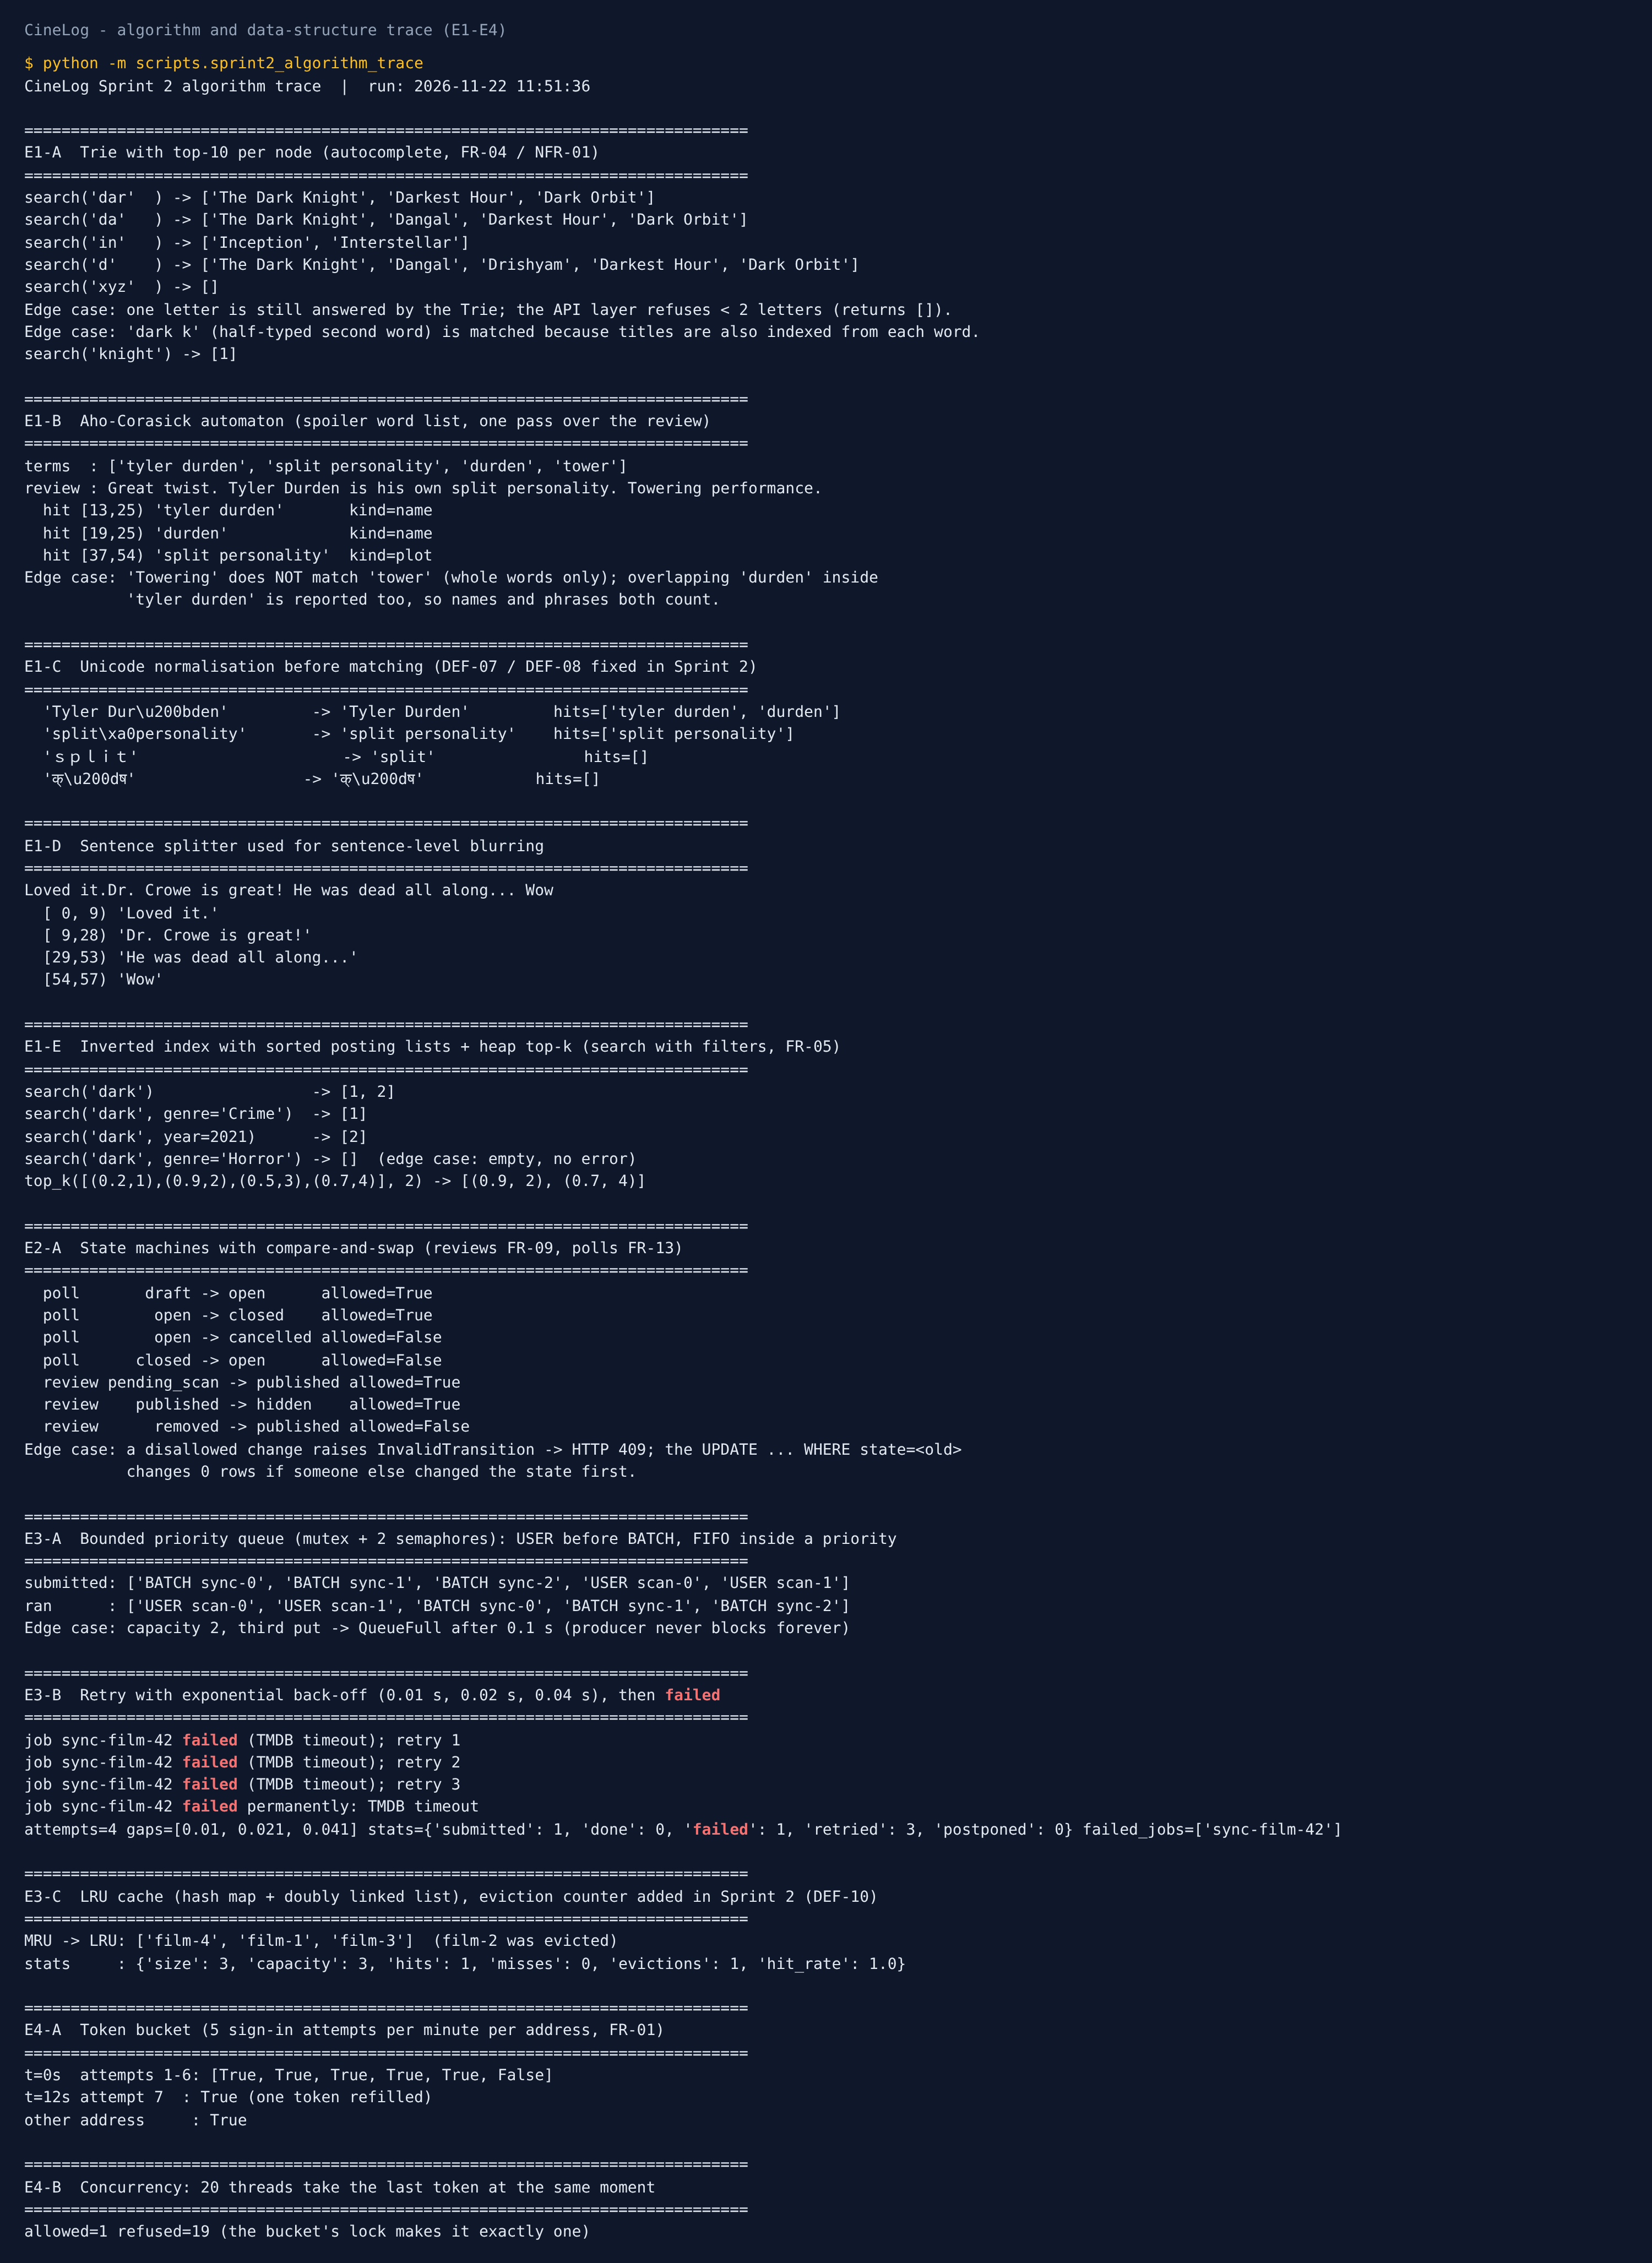 CineLog - algorithm and data-structure trace (E1-E4)
$ python -m scripts.sprint2_algorithm_trace
CineLog Sprint 2 algorithm trace  |  run: 2026-11-22 11:51:36
==============================================================================
E1-A  Trie with top-10 per node (autocomplete, FR-04 / NFR-01)
==============================================================================
search('dar'  ) -> ['The Dark Knight', 'Darkest Hour', 'Dark Orbit']
search('da'   ) -> ['The Dark Knight', 'Dangal', 'Darkest Hour', 'Dark Orbit']
search('in'   ) -> ['Inception', 'Interstellar']
search('d'    ) -> ['The Dark Knight', 'Dangal', 'Drishyam', 'Darkest Hour', 'Dark Orbit']
search('xyz'  ) -> []
Edge case: one letter is still answered by the Trie; the API layer refuses < 2 letters (returns []).
Edge case: 'dark k' (half-typed second word) is matched because titles are also indexed from each word.
search('knight') -> [1]
==============================================================================
E1-B  Aho-Corasick automaton (spoiler word list, one pass over the review)
==============================================================================
terms  : ['tyler durden', 'split personality', 'durden', 'tower']
review : Great twist. Tyler Durden is his own split personality. Towering performance.
  hit [13,25) 'tyler durden'       kind=name
  hit [19,25) 'durden'             kind=name
  hit [37,54) 'split personality'  kind=plot
Edge case: 'Towering' does NOT match 'tower' (whole words only); overlapping 'durden' inside
           'tyler durden' is reported too, so names and phrases both count.
==============================================================================
E1-C  Unicode normalisation before matching (DEF-07 / DEF-08 fixed in Sprint 2)
==============================================================================
  'Tyler Dur\u200bden'         -> 'Tyler Durden'         hits=['tyler durden', 'durden']
  'split\xa0personality'       -> 'split personality'    hits=['split personality']
  'ｓｐｌｉｔ'                      -> 'split'                hits=[]
  'क्\u200dष'                  -> 'क्\u200dष'            hits=[]
==============================================================================
E1-D  Sentence splitter used for sentence-level blurring
==============================================================================
Loved it.Dr. Crowe is great! He was dead all along... Wow
  [ 0, 9) 'Loved it.'
  [ 9,28) 'Dr. Crowe is great!'
  [29,53) 'He was dead all along...'
  [54,57) 'Wow'
==============================================================================
E1-E  Inverted index with sorted posting lists + heap top-k (search with filters, FR-05)
==============================================================================
search('dark')                 -> [1, 2]
search('dark', genre='Crime')  -> [1]
search('dark', year=2021)      -> [2]
search('dark', genre='Horror') -> []  (edge case: empty, no error)
top_k([(0.2,1),(0.9,2),(0.5,3),(0.7,4)], 2) -> [(0.9, 2), (0.7, 4)]
==============================================================================
E2-A  State machines with compare-and-swap (reviews FR-09, polls FR-13)
==============================================================================
  poll       draft -> open      allowed=True
  poll        open -> closed    allowed=True
  poll        open -> cancelled allowed=False
  poll      closed -> open      allowed=False
  review pending_scan -> published allowed=True
  review    published -> hidden    allowed=True
  review      removed -> published allowed=False
Edge case: a disallowed change raises InvalidTransition -> HTTP 409; the UPDATE ... WHERE state=<old>
           changes 0 rows if someone else changed the state first.
==============================================================================
E3-A  Bounded priority queue (mutex + 2 semaphores): USER before BATCH, FIFO inside a priority
==============================================================================
submitted: ['BATCH sync-0', 'BATCH sync-1', 'BATCH sync-2', 'USER scan-0', 'USER scan-1']
ran      : ['USER scan-0', 'USER scan-1', 'BATCH sync-0', 'BATCH sync-1', 'BATCH sync-2']
Edge case: capacity 2, third put -> QueueFull after 0.1 s (producer never blocks forever)
==============================================================================
E3-B  Retry with exponential back-off (0.01 s, 0.02 s, 0.04 s), then failed
==============================================================================
job sync-film-42 failed (TMDB timeout); retry 1
job sync-film-42 failed (TMDB timeout); retry 2
job sync-film-42 failed (TMDB timeout); retry 3
job sync-film-42 failed permanently: TMDB timeout
attempts=4 gaps=[0.01, 0.021, 0.041] stats={'submitted': 1, 'done': 0, 'failed': 1, 'retried': 3, 'postponed': 0} failed_jobs=['sync-film-42']
==============================================================================
E3-C  LRU cache (hash map + doubly linked list), eviction counter added in Sprint 2 (DEF-10)
==============================================================================
MRU -> LRU: ['film-4', 'film-1', 'film-3']  (film-2 was evicted)
stats     : {'size': 3, 'capacity': 3, 'hits': 1, 'misses': 0, 'evictions': 1, 'hit_rate': 1.0}
==============================================================================
E4-A  Token bucket (5 sign-in attempts per minute per address, FR-01)
==============================================================================
t=0s  attempts 1-6: [True, True, True, True, True, False]
t=12s attempt 7  : True (one token refilled)
other address     : True
==============================================================================
E4-B  Concurrency: 20 threads take the last token at the same moment
==============================================================================
allowed=1 refused=19 (the bucket's lock makes it exactly one)